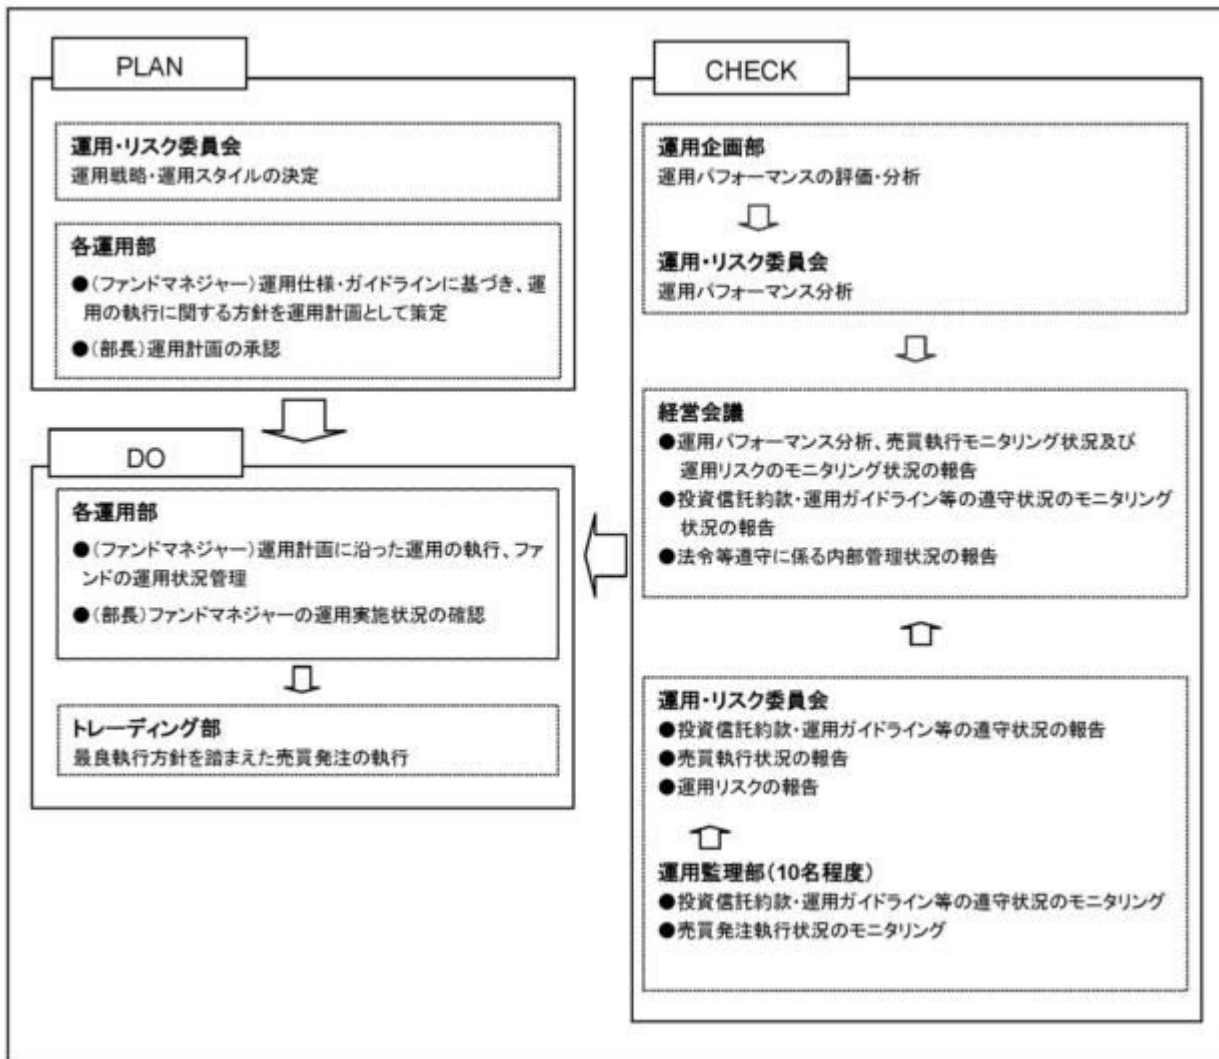 PLAN
運用・リスク委員会
運用戦略・運用スタイルの決定
各運用部
●(ファンドマネジャー)運用仕様・ガイドラインに基づき、運
用の執行に関する方針を運用計画として策定
●(部長)運用計画の承認
DO
各運用部
●(ファンドマネジャー)運用計画に沿った運用の執行、ファ
ンドの運用状況管理
●(部長)ファンドマネジャーの運用実施状況の確認
トレーディング部
最良執行方針を踏まえた売買発注の執行
CHECK
運用企画部
運用パフォーマンスの評価・分析
運用・リスク委員会
運用パフォーマンス分析
経営会議
●運用パフォーマンス分析、売買執行モニタリング状況及び
運用リスクのモニタリング状況の報告
●投資信託約款・運用ガイドライン等の遵守状況のモニタリング
状況の報告
●法令等遵守に係る内部管理状況の報告
運用・リスク委員会
●投資信託約款・運用ガイドライン等の遵守状況の報告
●売買執行状況の報告
●運用リスクの報告
運用監理部(10名程度)
●投資信託約款・運用ガイドライン等の遵守状況のモニタリング
●売買発注執行状況のモニタリング